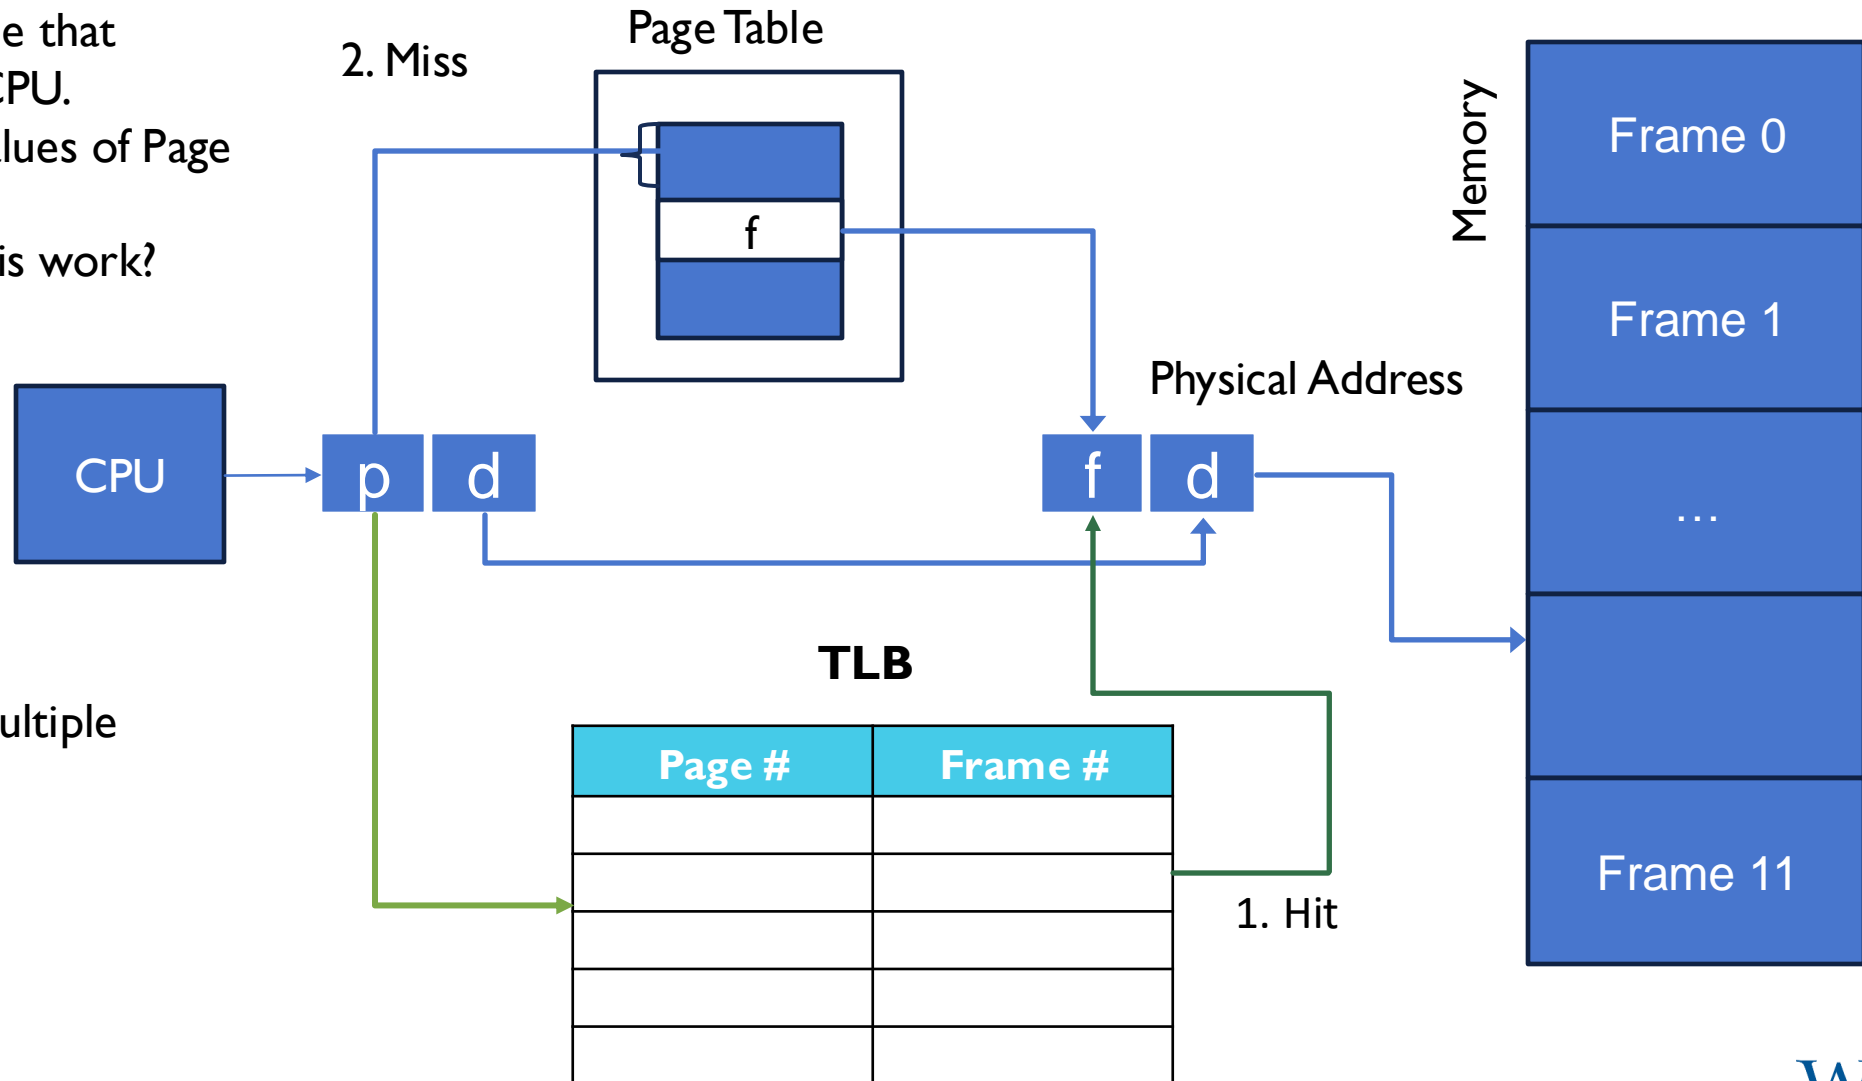 e that
CPU.
lues of Page
is work?
ultiple
2. Miss
Page Table
f
CPU
p
d
f
d
Physical Address
Memory
Frame 0
Frame 1
...
Frame 11
TLB
Page #
Frame #
1. Hit